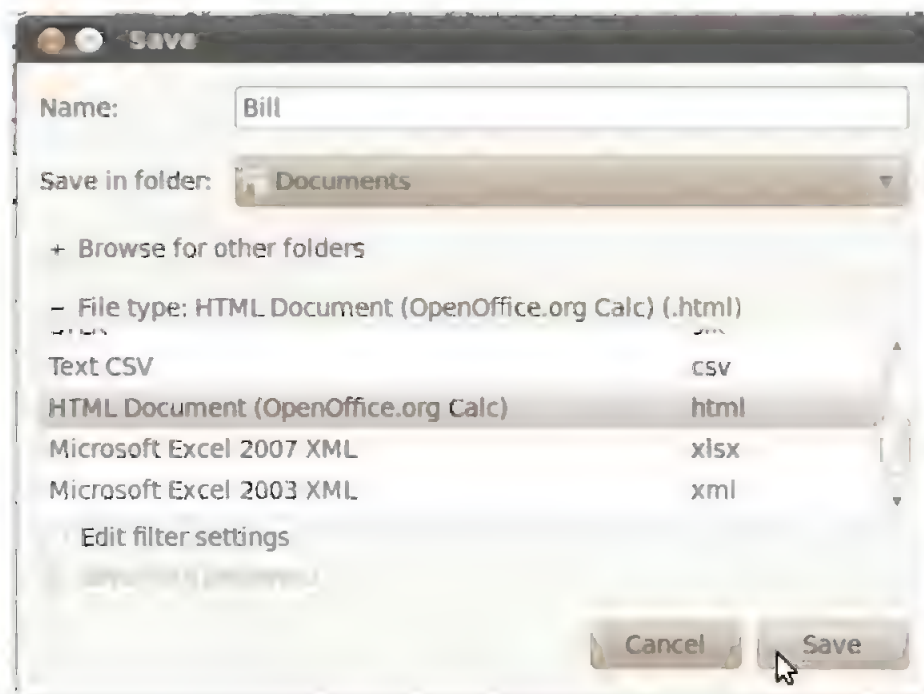 Save
Name: Bill
Save in folder: Documents
+ Browse for other folders
– File type: HTML Document (OpenOffice.org Calc) (.html)
Text CSV csv
HTML Document (OpenOffice.org Calc) html
Microsoft Excel 2007 XML xlsx
Microsoft Excel 2003 XML xml
Edit filter settings
Cancel Save